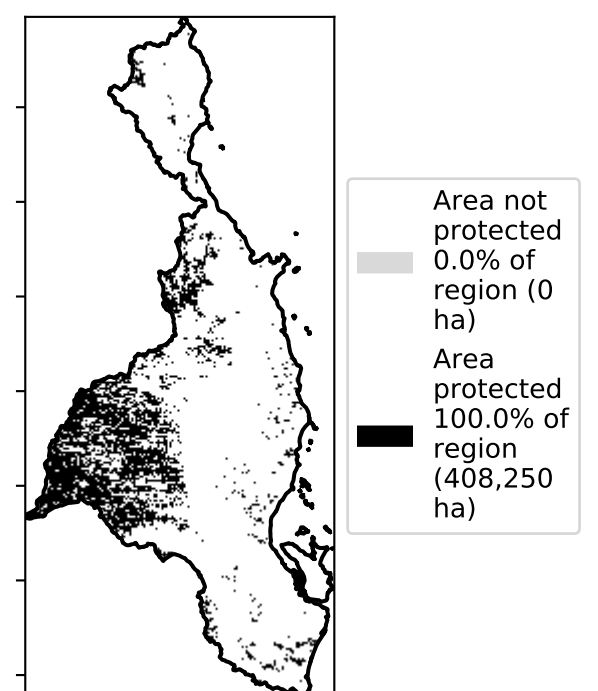 Area not
protected
0.0% of
region (0
ha)
Area
protected
100.0% of
region
(408,250
ha)